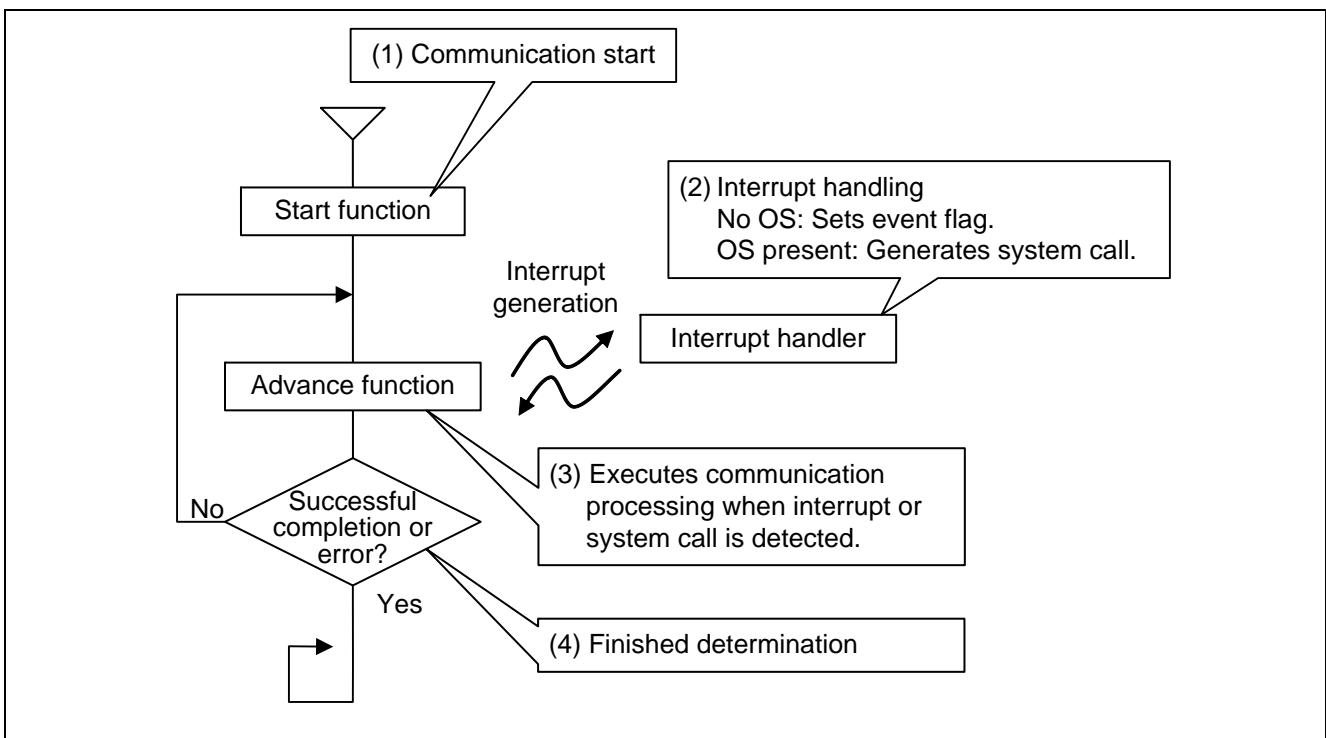 (1) Communication start
Start function
(2) Interrupt handling
No OS: Sets event flag.
OS present: Generates system call.
Interrupt
generation
Interrupt handler
Advance function
(3) Executes communication
processing when interrupt or
system call is detected.
No
Successful
completion or
error?
Yes
(4) Finished determination